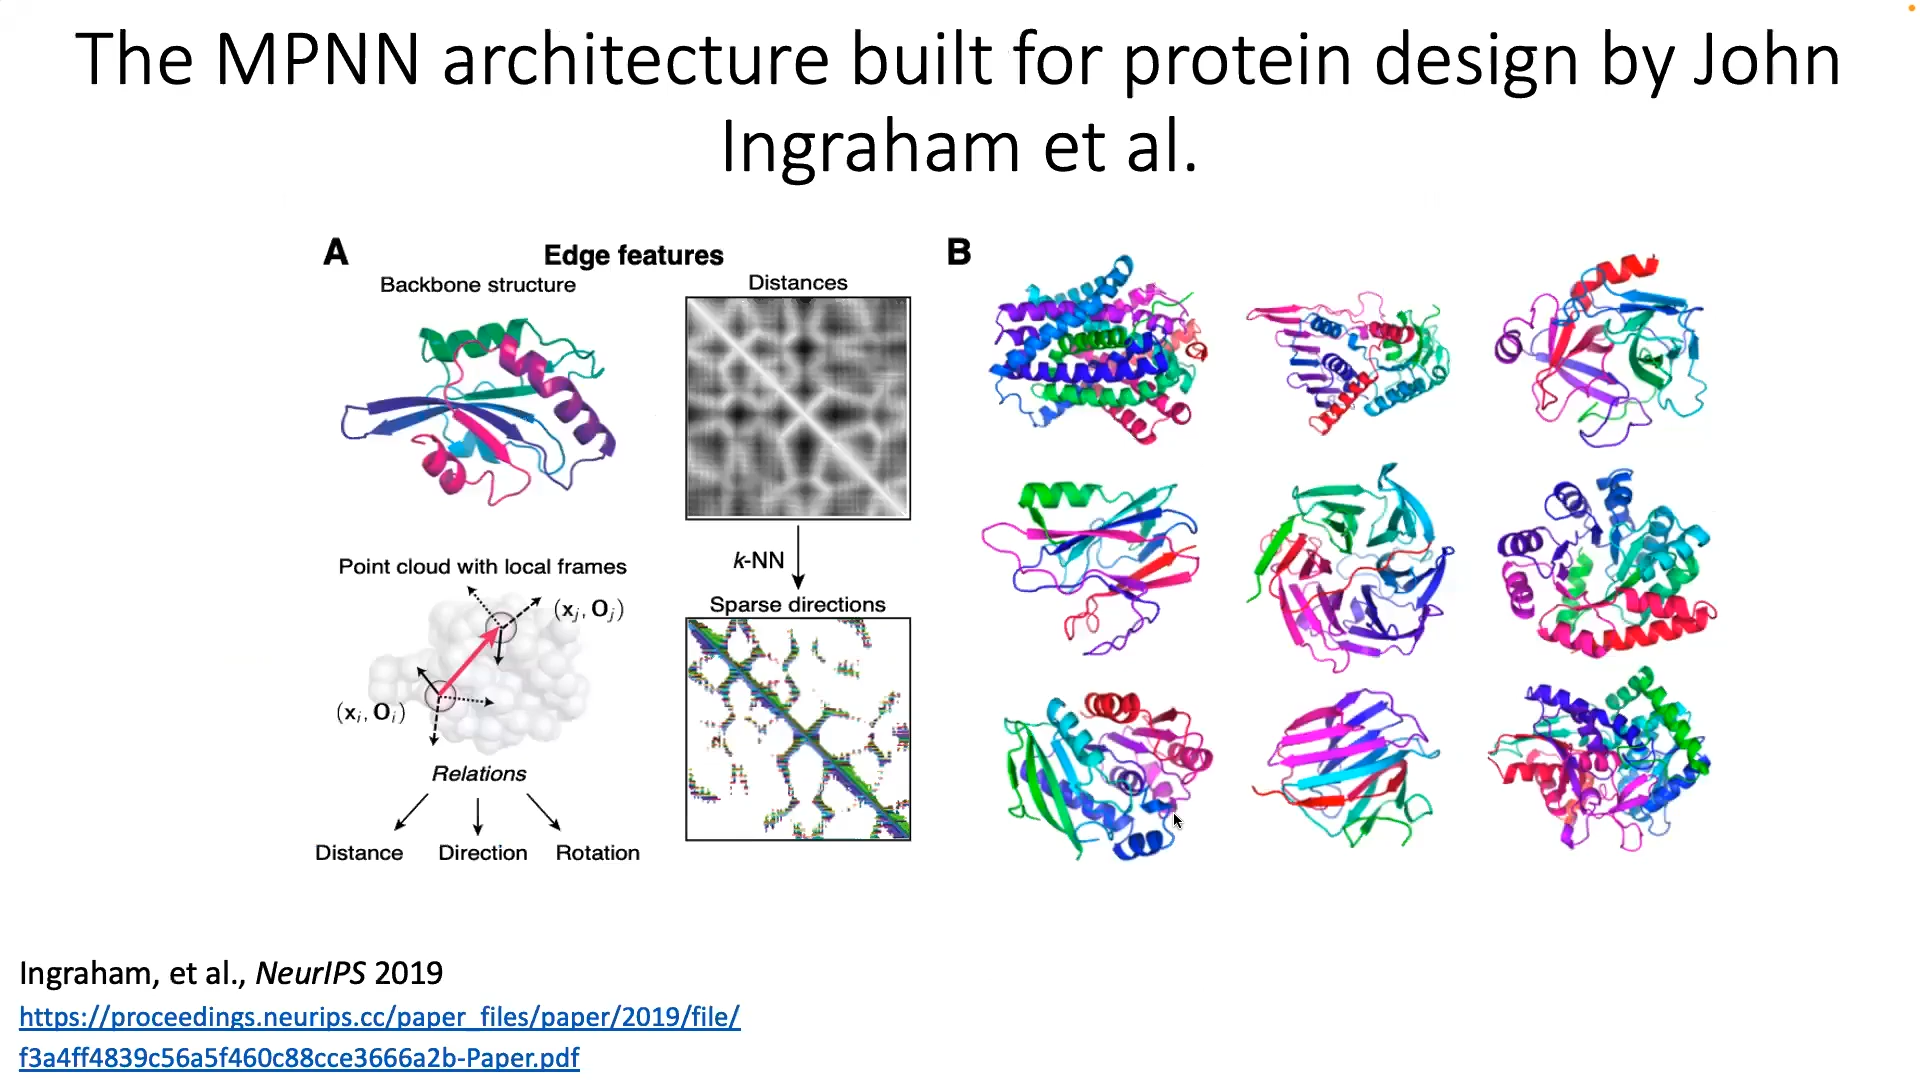 The MPNN architecture built for protein design by John
Ingraham et al.
A
Edge features
Backbone structure
Distances
k-NN
Point cloud with local frames
(xj, Oj)
(xi, Oi)
Relations
Distance Direction Rotation
Sparse directions
B
Ingraham, et al., NeurIPS 2019
https://proceedings.neurips.cc/paper_files/paper/2019/file/
f3a4ff4839c56a5f460c88cce3666a2b-Paper.pdf